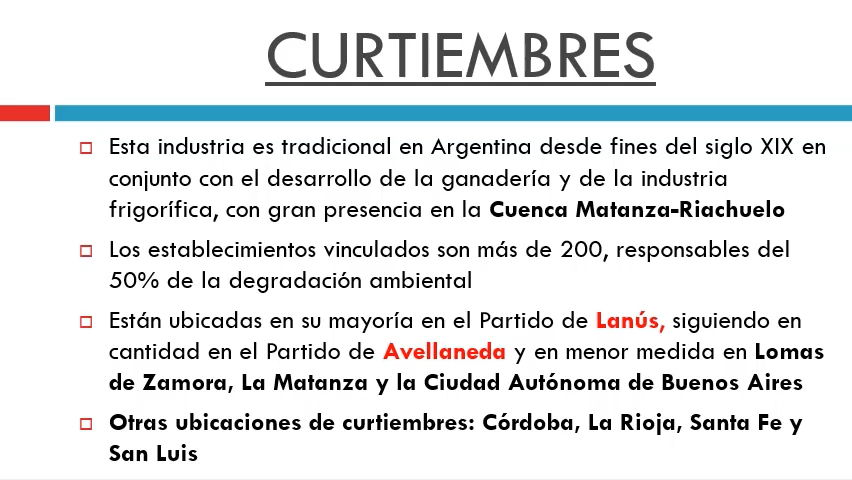 CURTIEMBRES
Esta industria es tradicional en Argentina desde fines del siglo XIX en
conjunto con el desarrollo de la ganadería y de la industria
frigorífica, con gran presencia en la Cuenca Matanza-Riachuelo
Los establecimientos vinculados son más de 200, responsables del
50% de la degradación ambiental
Están ubicadas en su mayoría en el Partido de Lanús, siguiendo en
cantidad en el Partido de Avellaneda y en menor medida en Lomas
de Zamora, La Matanza y la Ciudad Autónoma de Buenos Aires
Otras ubicaciones de curtiembres: Córdoba, La Rioja, Santa Fe y
San Luis